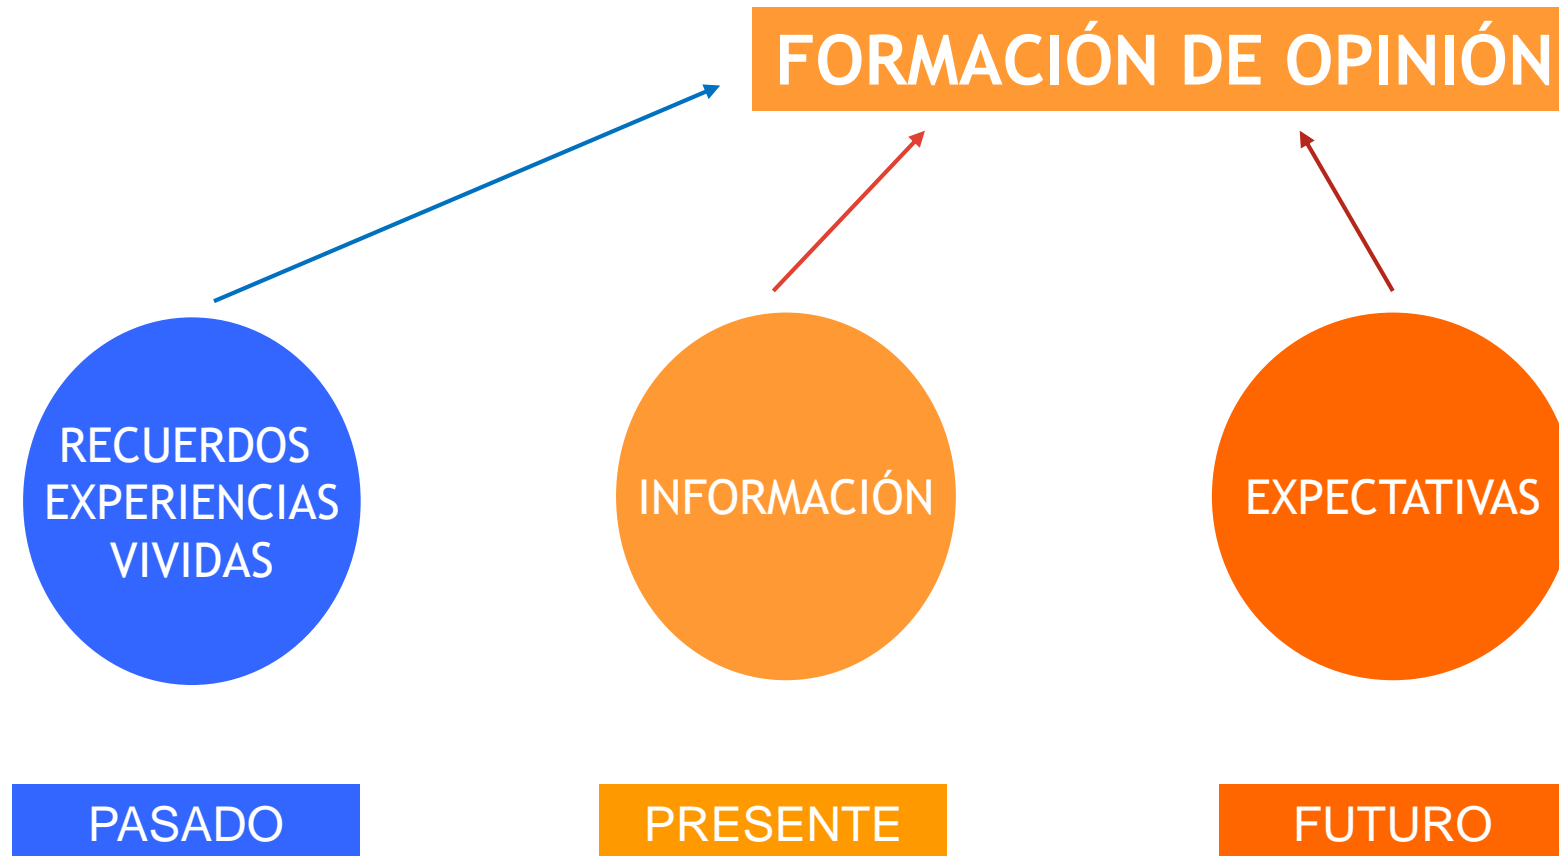 FORMACIÓN DE OPINIÓN
RECUERDOS
EXPERIENCIAS
VIVIDAS
INFORMACIÓN
EXPECTATIVAS
PASADO
PRESENTE
FUTURO